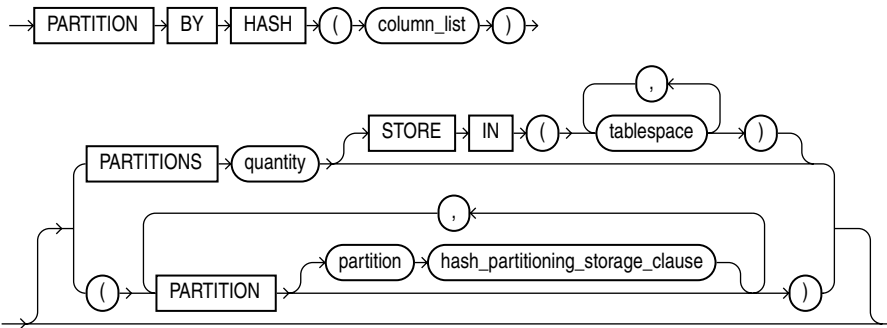 PARTITION BY HASH ( column_list )
,
STORE IN ( tablespace )
PARTITIONS quantity
,
partition hash_partitioning_storage_clause
( PARTITION )